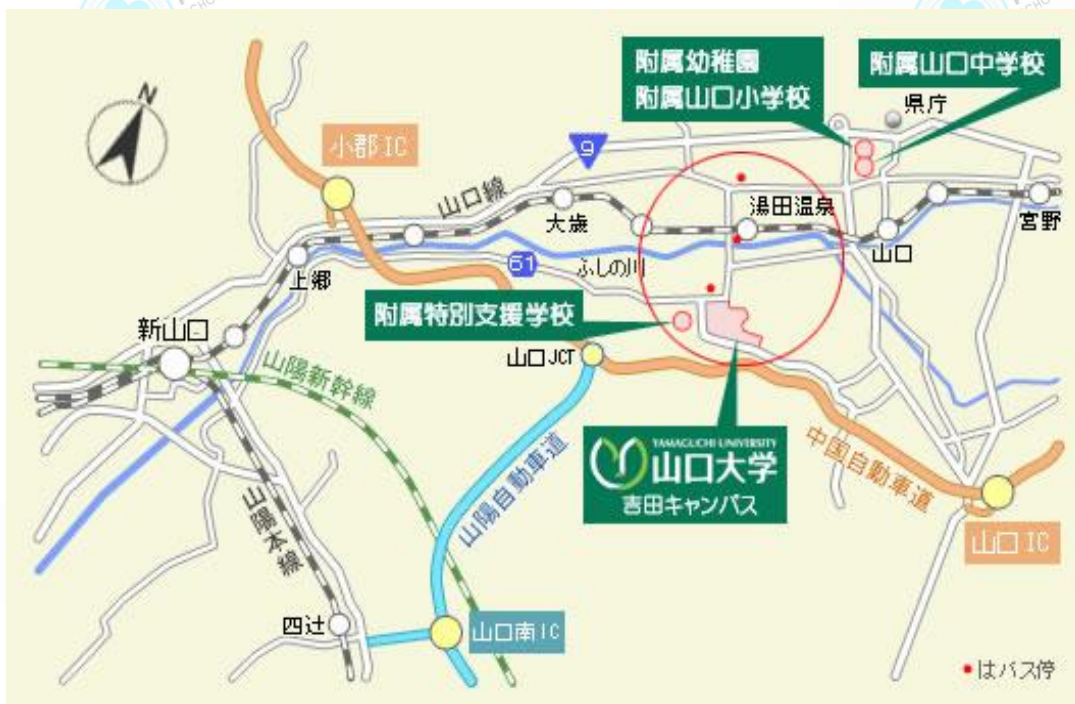 N
附属幼稚園
附属山口小学校
附属山口中学校
県庁
小郡IC
9
山口線
大歳
湯田温泉
山口
宮野
上郷
61
ふしの川
新山口
附属特別支援学校
山口JCT
山陽新幹線
山陽自動車道
YAMAGUCHI UNIVERSITY
山口大学
吉田キャンパス
中国自動車道
山口IC
山陽本線
四辻
山口南IC
•はバス停